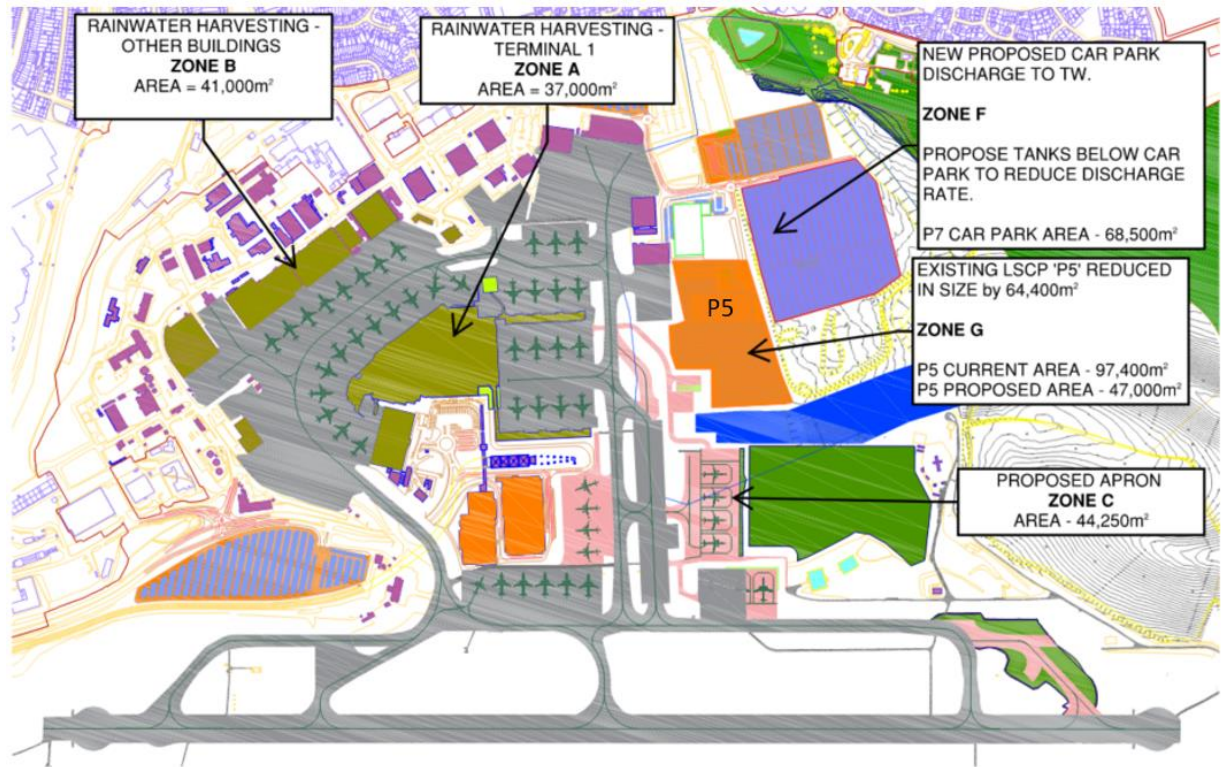 RAINWATER HARVESTING -
OTHER BUILDINGS
ZONE B
AREA = 41,000m²
RAINWATER HARVESTING -
TERMINAL 1
ZONE A
AREA = 37,000m²
NEW PROPOSED CAR PARK
DISCHARGE TO TW.
ZONE F
PROPOSE TANKS BELOW CAR
PARK TO REDUCE DISCHARGE
RATE.
P7 CAR PARK AREA - 68,500m²
EXISTING LSCP 'P5' REDUCED
IN SIZE by 64,400m²
ZONE G
P5 CURRENT AREA - 97,400m²
P5 PROPOSED AREA - 47,000m²
P5
PROPOSED APRON
ZONE C
AREA - 44,250m²